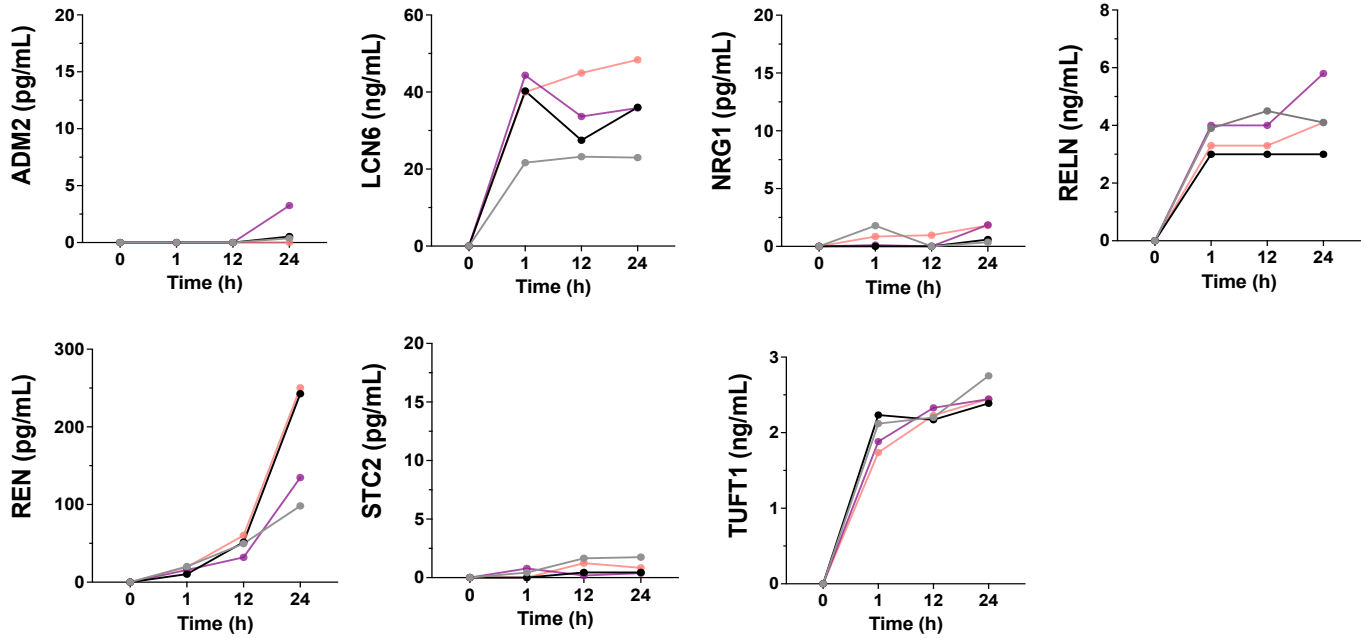 ADM2 (pg/mL)
20
15
10
5
0
0 1 12 24
Time (h)
LCN6 (ng/mL)
60
40
20
0
0 1 12 24
Time (h)
NRG1 (pg/mL)
20
15
10
5
0
0 1 12 24
Time (h)
RELN (ng/mL)
8
6
4
2
0
0 1 12 24
Time (h)
REN (pg/mL)
300
200
100
0
0 1 12 24
Time (h)
STC2 (pg/mL)
20
15
10
5
0
0 1 12 24
Time (h)
TUFT1 (ng/mL)
3
2
1
0
0 1 12 24
Time (h)